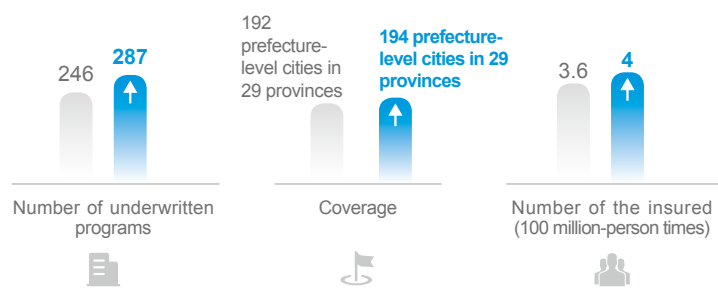 246
287
Number of underwritten
programs
192
prefecture-
level cities in
29 provinces
194 prefecture-
level cities in 29
provinces
Coverage
3.6
4
Number of the insured
(100 million-person times)